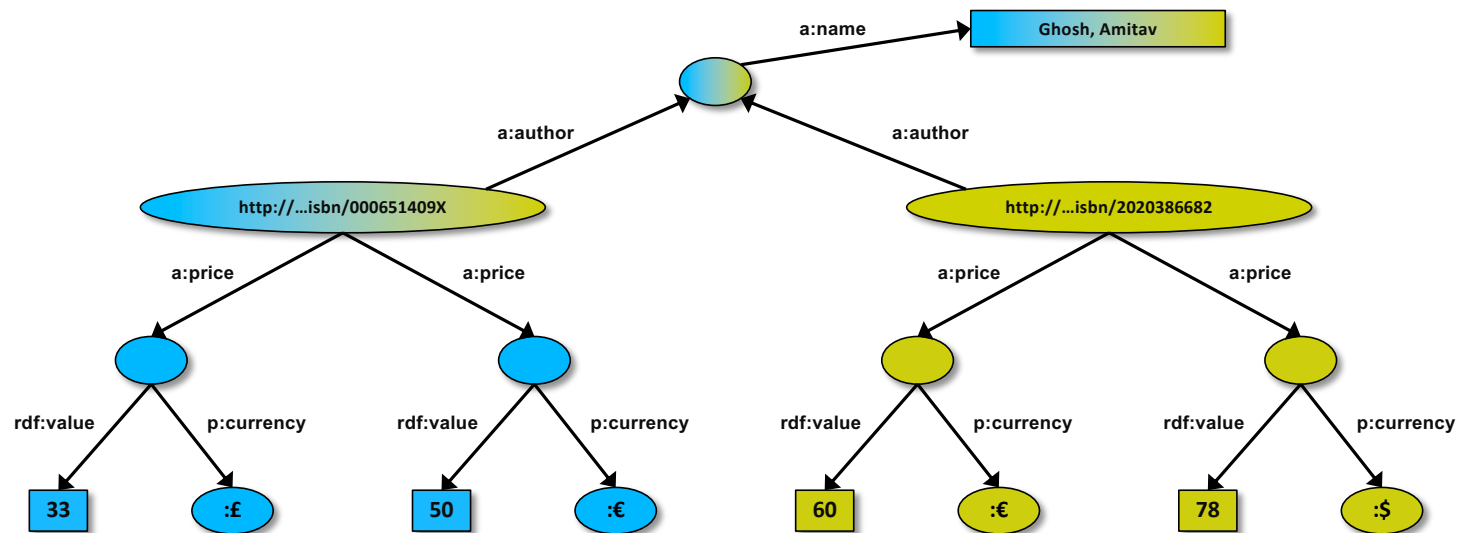 a:name
Ghosh, Amitav
a:author
a:author
http://...isbn/000651409X
http://...isbn/2020386682
a:price
a:price
a:price
a:price
rdf:value
p:currency
rdf:value
p:currency
rdf:value
p:currency
rdf:value
p:currency
33
:£
50
:€
60
:€
78
:$